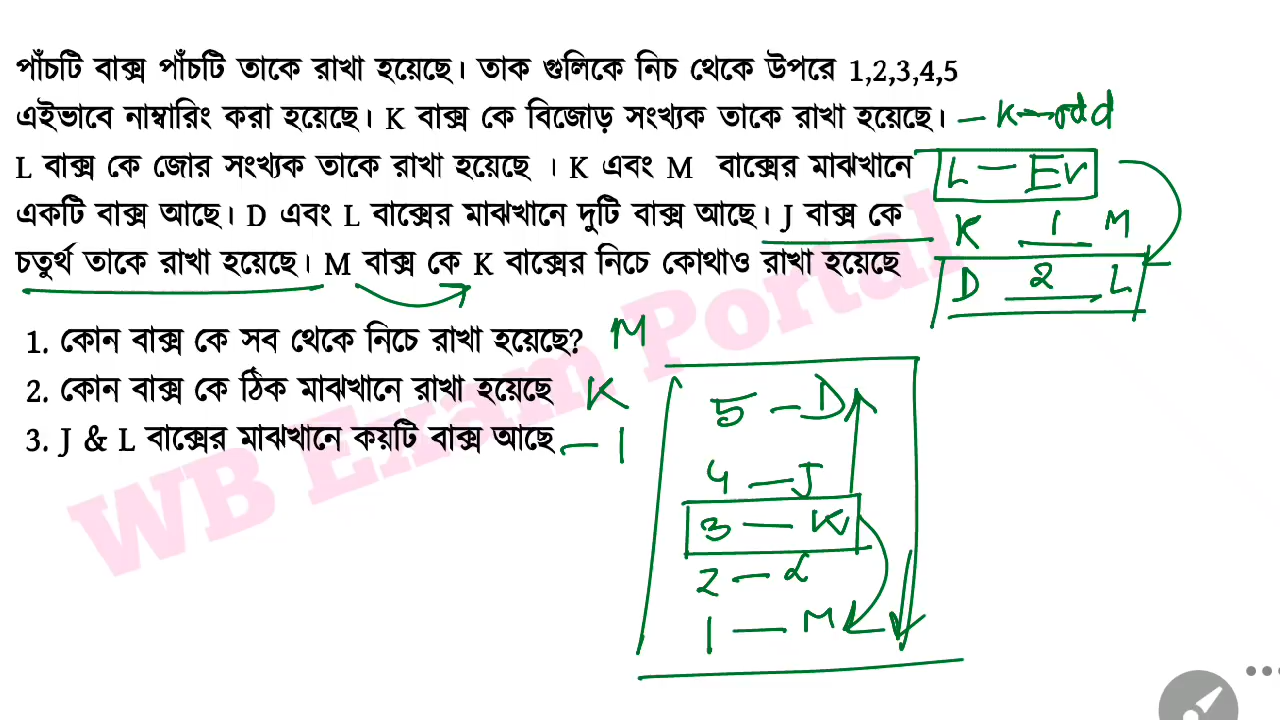 পাঁচটি বাক্স পাঁচটি তাকে রাখা হয়েছে। তাক গুলিকে নিচ থেকে উপরে 1,2,3,4,5
এইভাবে নাম্বারিং করা হয়েছে। K বাক্স কে বিজোড় সংখ্যক তাকে রাখা হয়েছে। - K - odd
L বাক্স কে জোর সংখ্যক তাকে রাখা হয়েছে । K এবং M বাক্সের মাঝখানে L - Ev
একটি বাক্স আছে। D এবং L বাক্সের মাঝখানে দুটি বাক্স আছে। J বাক্স কে K 1 M
চতুর্থ তাকে রাখা হয়েছে। M বাক্স কে K বাক্সের নিচে কোথাও রাখা হয়েছে D 2 L
1. কোন বাক্স কে সব থেকে নিচে রাখা হয়েছে? M
2. কোন বাক্স কে ঠিক মাঝখানে রাখা হয়েছে K
3. J & L বাক্সের মাঝখানে কয়টি বাক্স আছে - 1
5 - D
4 - J
3 - K
2 - L
1 - M
WB Exam Portal